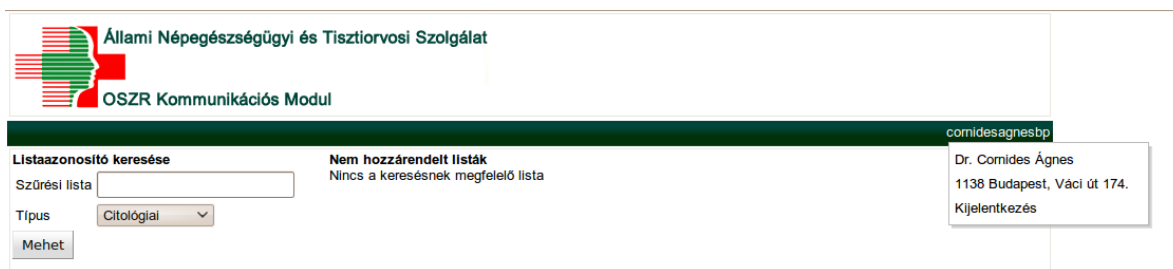 Állami Népegészségügyi és Tisztiorvosi Szolgálat
OSZR Kommunikációs Modul
cornidesagnesbp
Dr. Cornides Ágnes
1138 Budapest, Váci út 174.
Kijelentkezés
Listaazonosító keresése
Szűrési lista
Típus
Citológiai
Mehet
Nem hozzárendelt listák
Nincs a keresésnek megfelelő lista